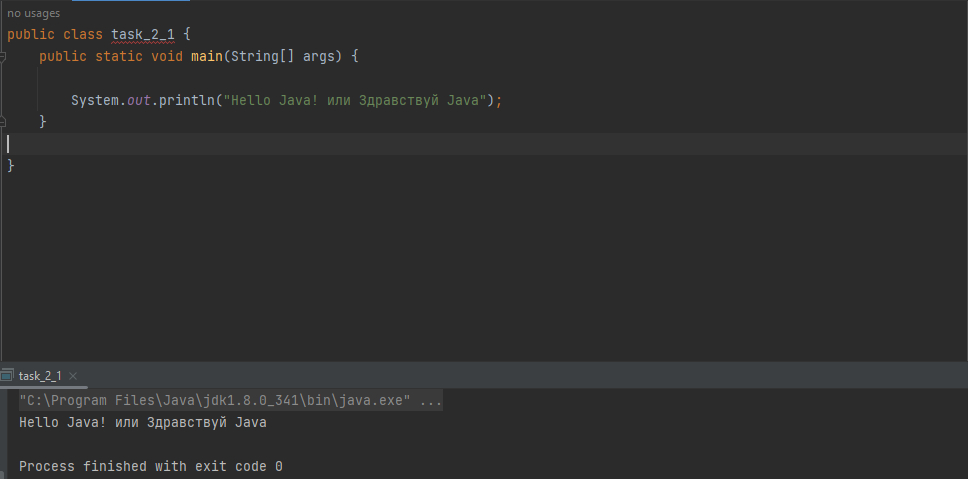 no usages
public class task_2_1 {
public static void main(String[] args) {
System.out.println("Hello Java! или Здравствуй Java");
}
}
task_2_1
"C:\Program Files\Java\jdk1.8.0_341\bin\java.exe" ...
Hello Java! или Здравствуй Java
Process finished with exit code 0